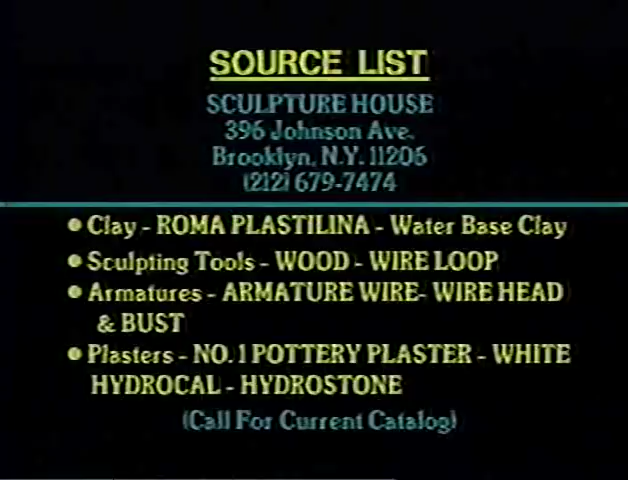 SOURCE LIST
SCULPTURE HOUSE
396 Johnson Ave.
Brooklyn, N.Y. 11206
(212) 679-7474
Clay - ROMA PLASTILINA - Water Base Clay
Sculpting Tools - WOOD - WIRE LOOP
Armatures - ARMATURE WIRE- WIRE HEAD
& BUST
Plasters - NO. 1 POTTERY PLASTER - WHITE
HYDROCAL - HYDROSTONE
(Call For Current Catalog)